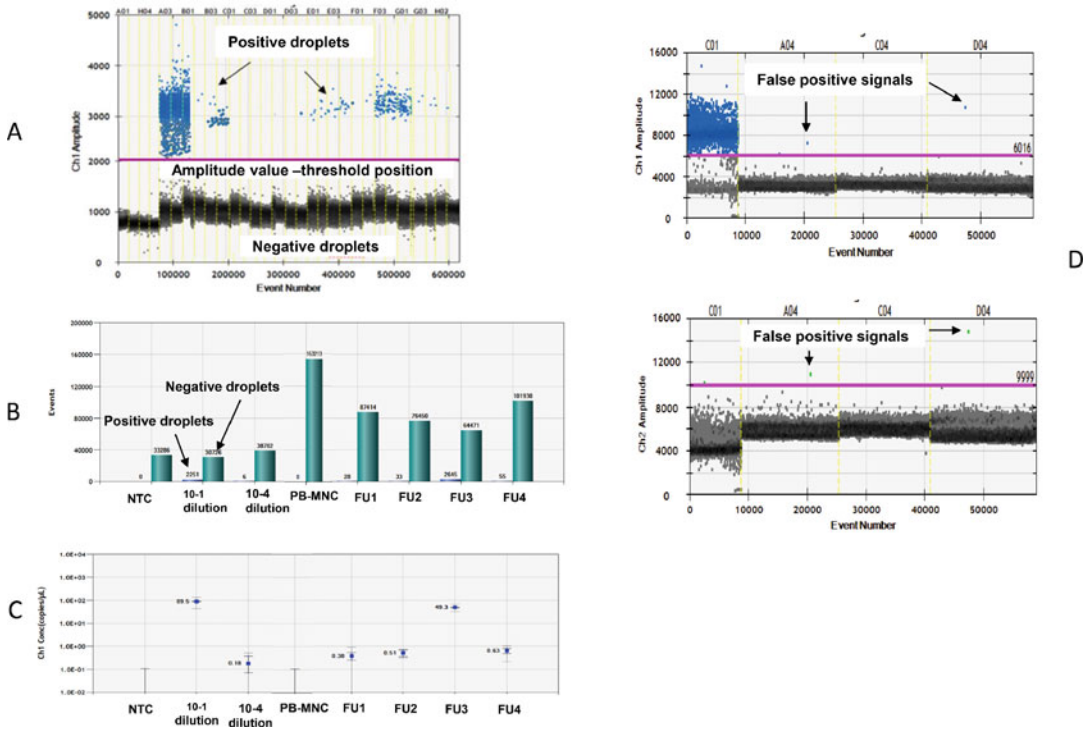 A
A01 H04 A03 B01 B03 C01 C03 D01 D03 E01 E03 F01 F03 G01 G03 H02
5000
4000
3000
2000
1000
0
Ch1 Amplitude
Positive droplets
Amplitude value –threshold position
Negative droplets
0 100000 200000 300000 400000 500000 600000
Event Number
B
200000
160000
120000
80000
40000
0
Events
Positive droplets
Negative droplets
0 33286 2251 30726 6 38702 87414 28 76450 33 64471 2645 101930 55
NTC 10-1 dilution 10-4 dilution PB-MNC FU1 FU2 FU3 FU4
C
1.0E+04
1.0E+03
1.0E+02
1.0E+01
1.0E+00
1.0E-01
1.0E-02
Ch1 Conc(copies/µL)
0.18 0.38 0.51 49.3 0.63
NTC 10-1 dilution 10-4 dilution PB-MNC FU1 FU2 FU3 FU4
D
C01 A04 C04 D04
16000
12000
8000
4000
0
Ch1 Amplitude
False positive signals
6016
0 10000 20000 30000 40000 50000
Event Number
C01 A04 C04 D04
16000
12000
10000
8000
4000
0
Ch2 Amplitude
False positive signals
9999
0 10000 20000 30000 40000 50000
Event Number